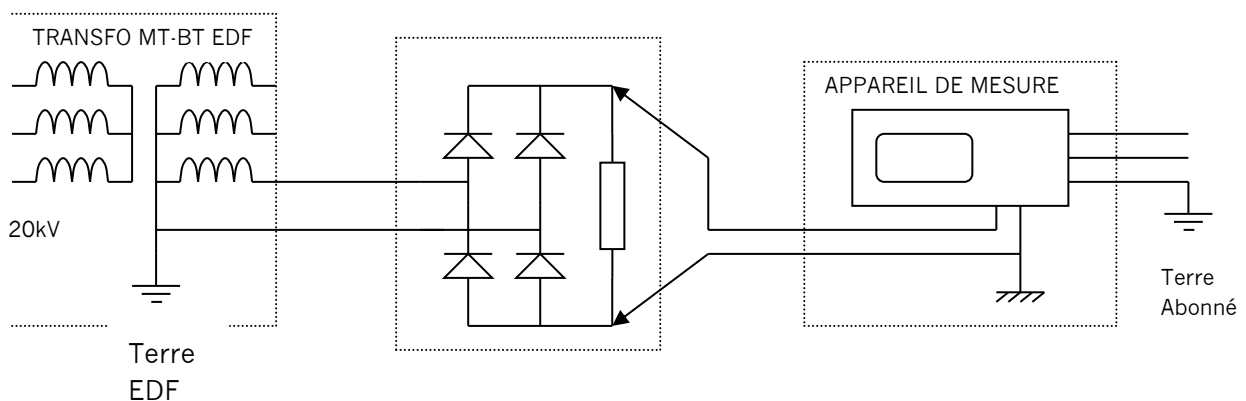 TRANSFO MT-BT EDF
APPAREIL DE MESURE
20kV
Terre
Abonné
Terre
EDF